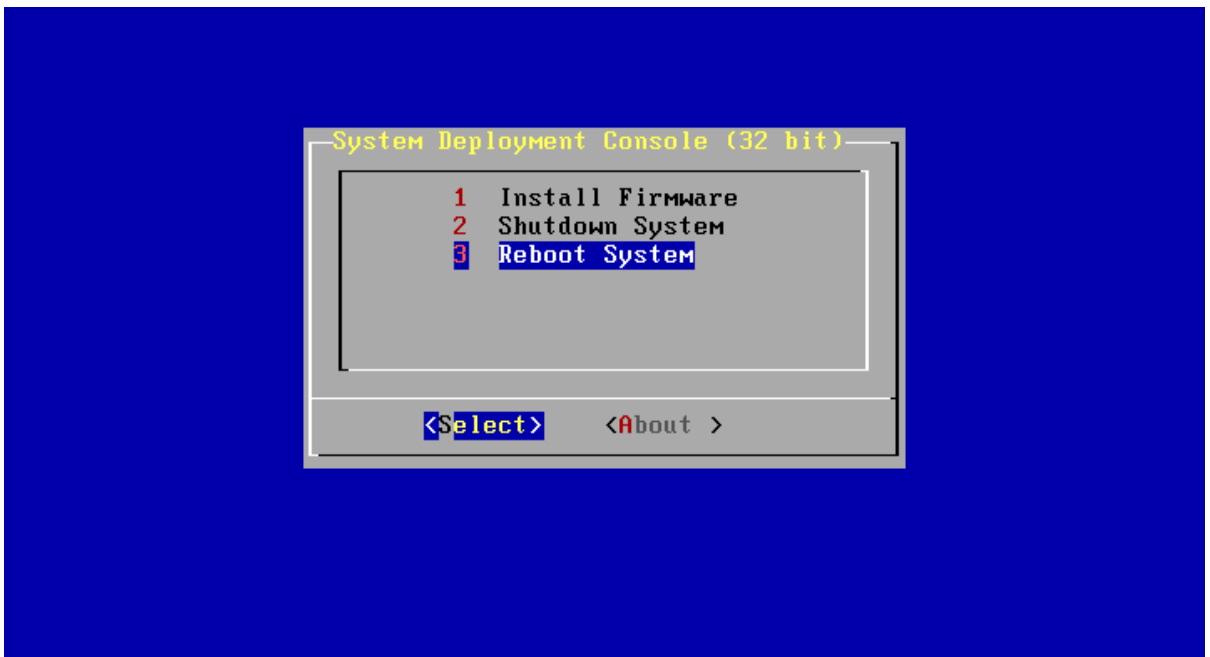 System Deployment Console (32 bit)
1 Install Firmware
2 Shutdown System
3 Reboot System
<Select> <About >